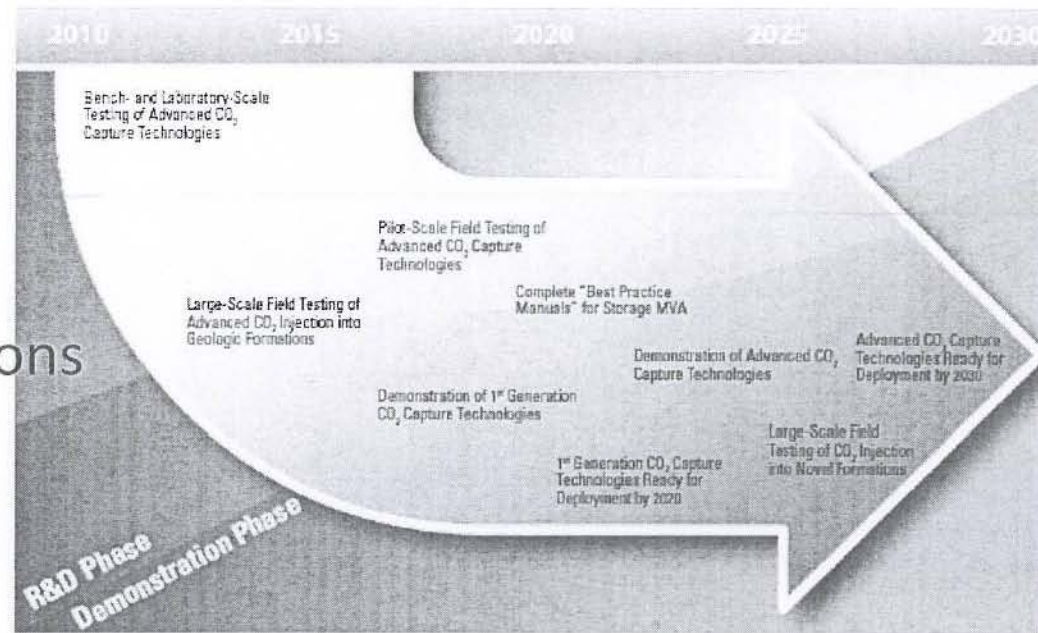 2010 2015 2020 2025 2030
Bench- and Laboratory-Scale
Testing of Advanced CO₂
Capture Technologies
Pilot-Scale Field Testing of
Advanced CO₂ Capture
Technologies
Large-Scale Field Testing of
Advanced CO₂ Injection into
Geologic Formations
Complete "Best Practice
Manuals" for Storage MVA
ons
Demonstration of Advanced CO₂
Capture Technologies
Advanced CO₂ Capture
Technologies Ready for
Deployment by 2030
Demonstration of 1st Generation
CO₂ Capture Technologies
Large-Scale Field
Testing of CO₂ Injection
into Novel Formations
1st Generation CO₂ Capture
Technologies Ready for
Deployment by 2020
R&D Phase
Demonstration Phase